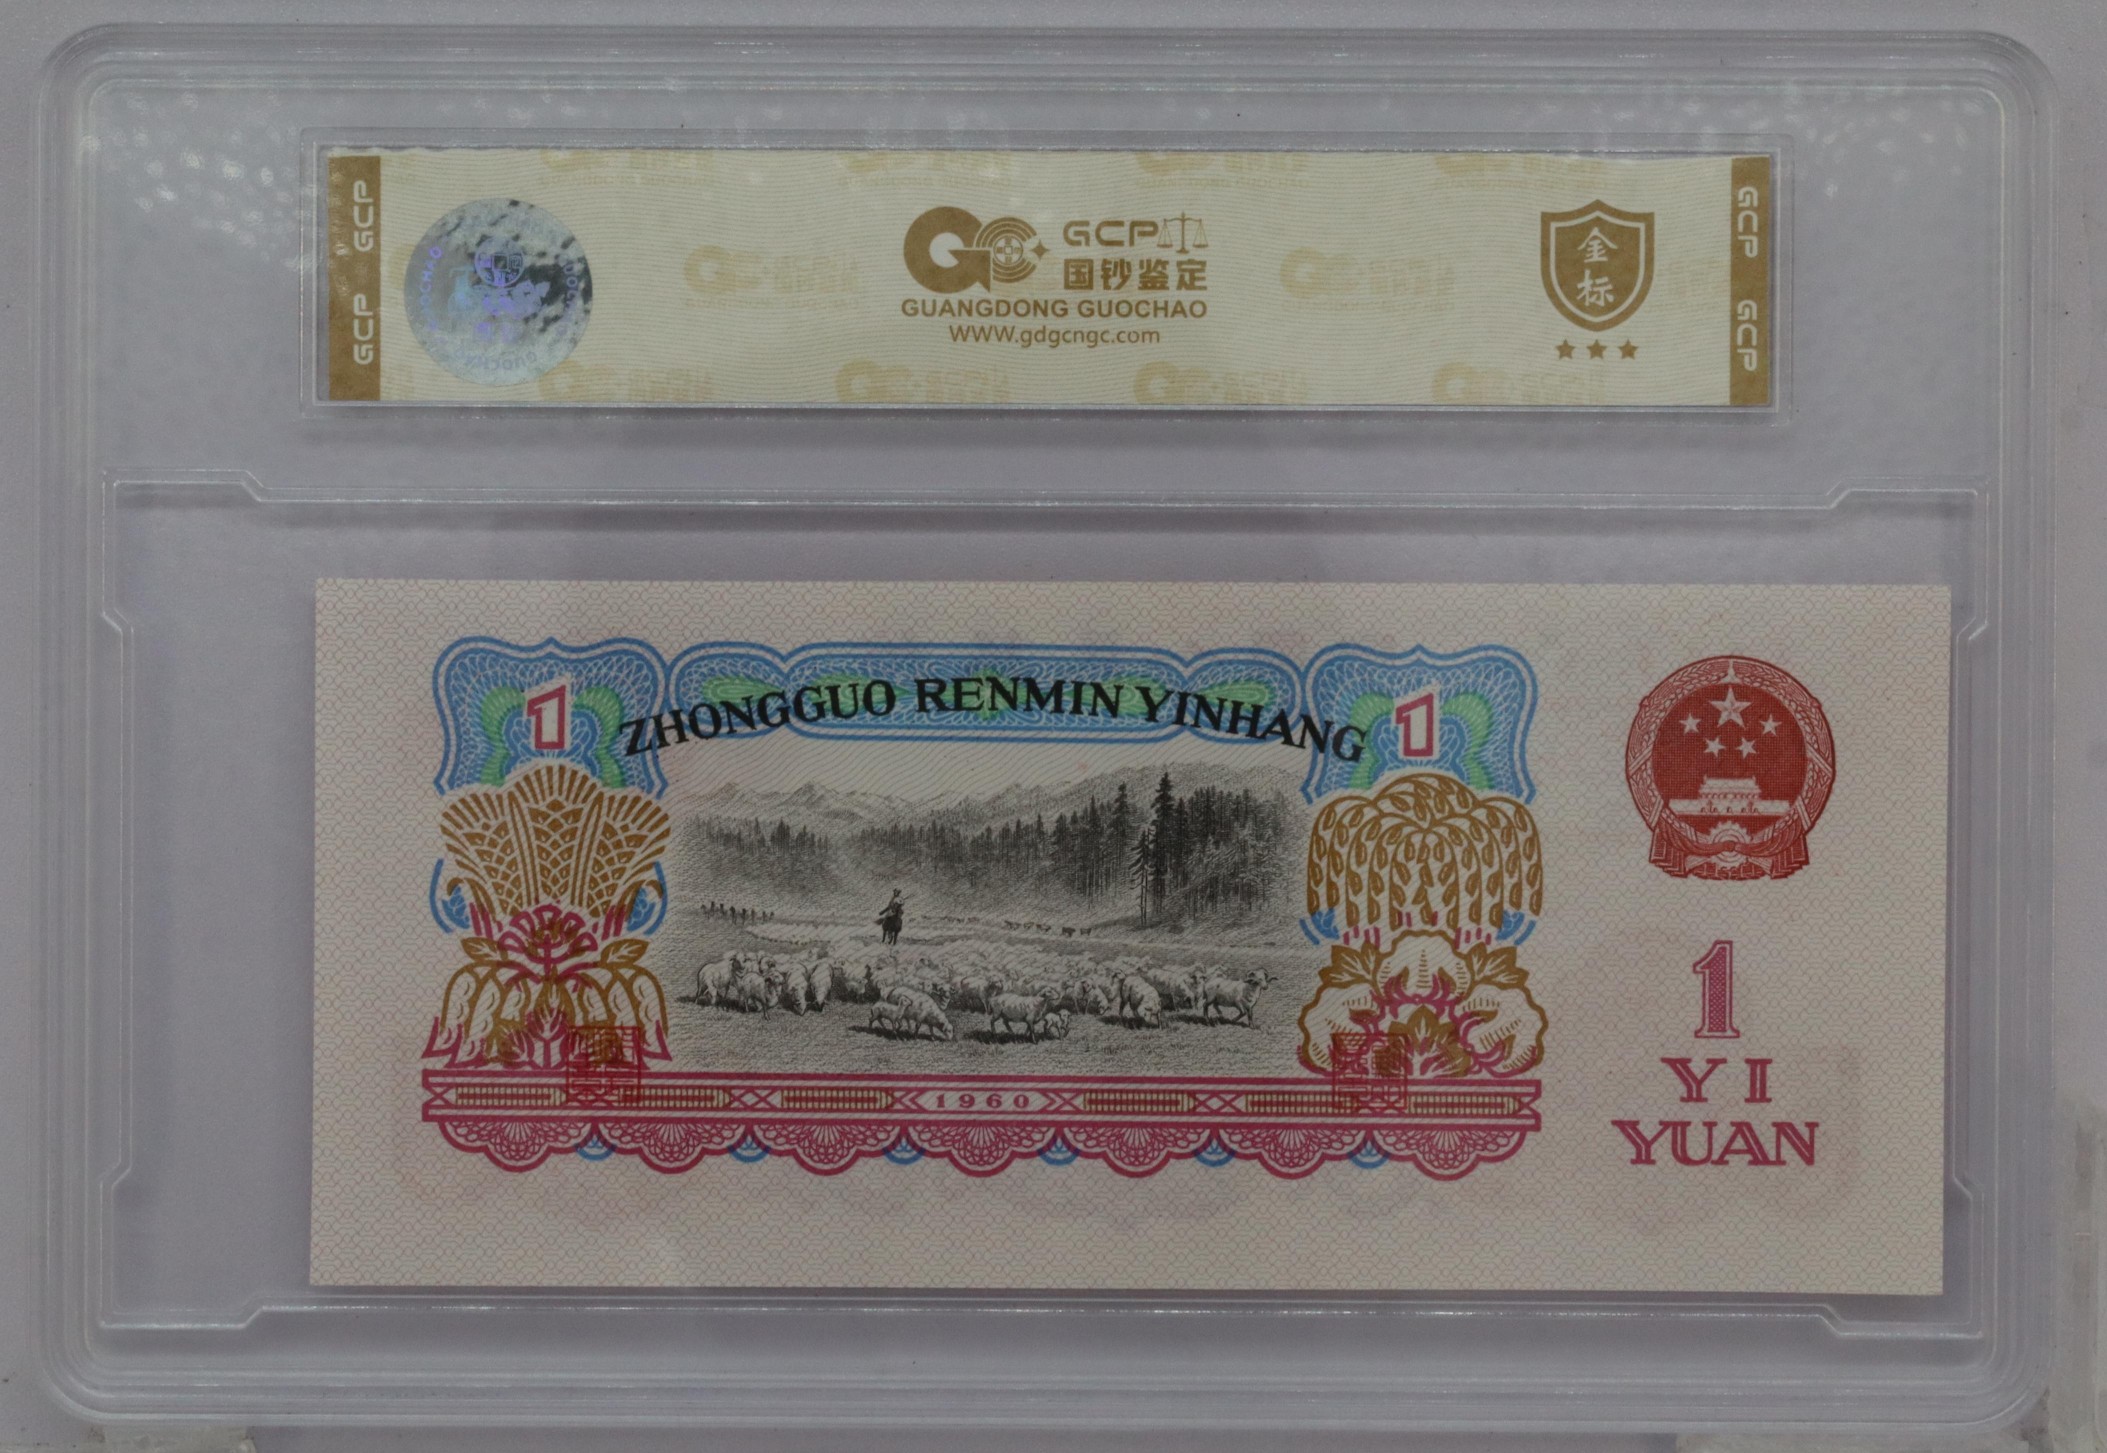 GCP
GCP
GCP
国钞鉴定
GUANGDONG GUOCHAO
WWW.gdgcngc.com
金标
GCP
GCP
ZHONGGUO RENMIN YINHANG
1
1
1960
1
YI
YUAN